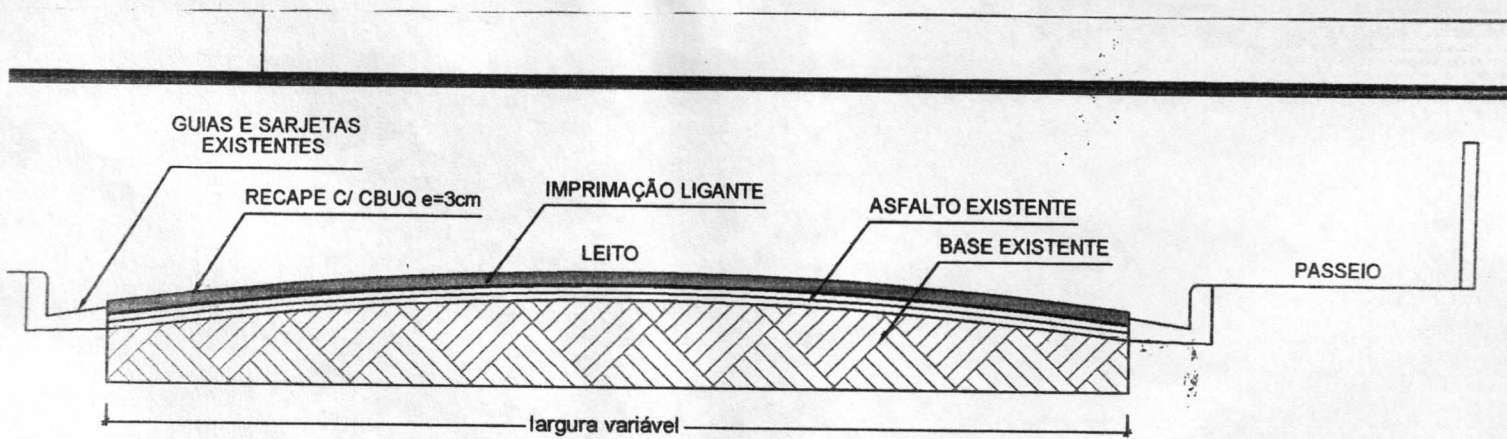 GUIAS E SARJETAS
EXISTENTES
RECAPE C/ CBUQ e=3cm
IMPRIMAÇÃO LIGANTE
ASFALTO EXISTENTE
LEITO
BASE EXISTENTE
PASSEIO
largura variável